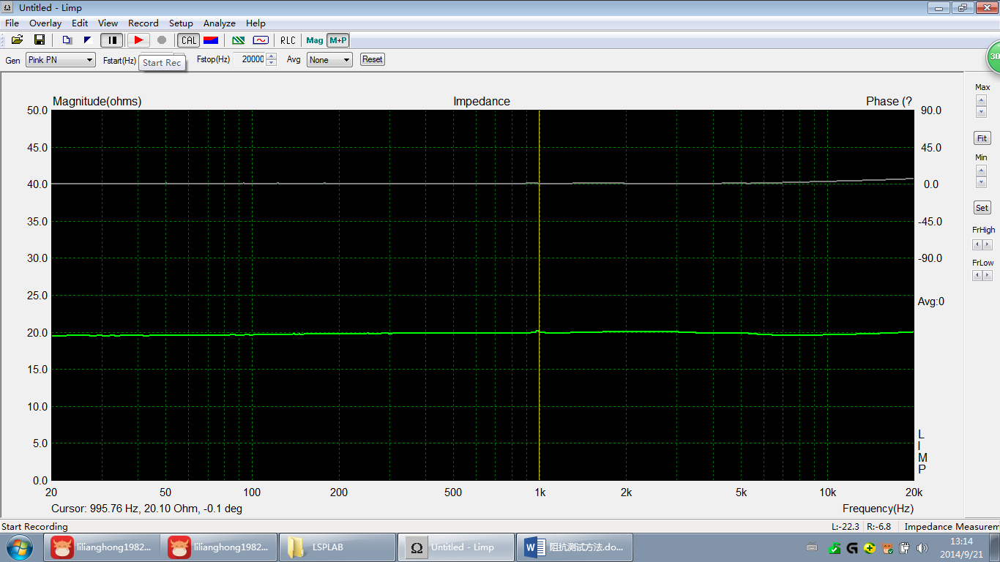 Untitled - Limp
File Overlay Edit View Record Setup Analyze Help
CAL RLC Mag M+P
Gen Pink PN Fstart(Hz) Fstop(Hz) 20000 Avg None Reset
Start Rec
30
Magnitude(ohms) Impedance Phase (?
Max
50.0 90.0
Fit
45.0 45.0
Min
40.0 0.0
Set
35.0 -45.0
FrHigh
30.0 -90.0
FrLow
25.0
Avg:0
20.0
15.0
10.0
5.0
L
I
M
P
0.0
20 50 100 200 500 1k 2k 5k 10k 20k
Cursor: 995.76 Hz, 20.10 Ohm, -0.1 deg Frequency(Hz)
Start Recording L:-22.3 R:-6.8 Impedance Measurem
lilianghong1982... lilianghong1982... LSPLAB Untitled - Limp 阻抗测试方法.do...
13:14
2014/9/21